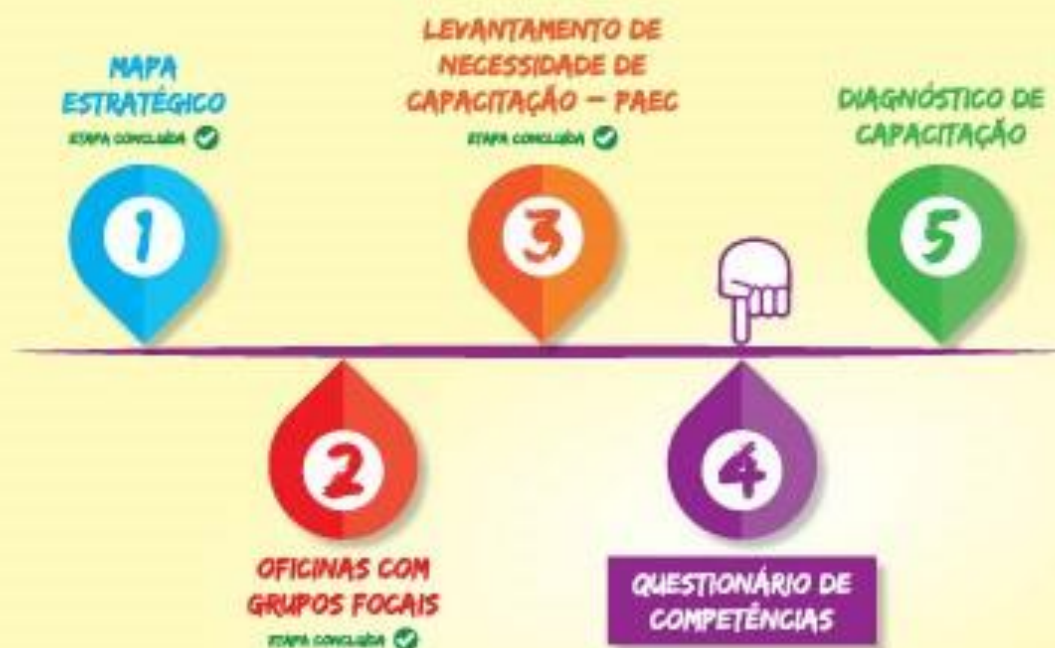 MAPA
ESTRATÉGICO
ETAPA CONCLUÍDA
1
OFICINAS COM
GRUPOS FOCAIS
ETAPA CONCLUÍDA
2
LEVANTAMENTO DE
NECESSIDADE DE
CAPACITAÇÃO – PAEC
ETAPA CONCLUÍDA
3
QUESTIONÁRIO DE
COMPETÊNCIAS
4
DIAGNÓSTICO DE
CAPACITAÇÃO
5